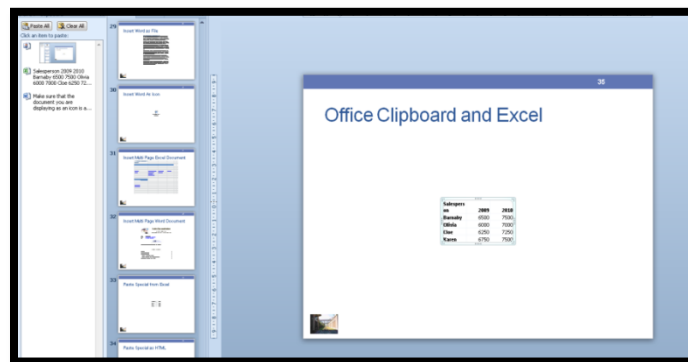 Paste All
Clear All
Click an item to paste:
Salesperson 2009 2010
Barnaby 6500 7500 Olivia
6000 7000 Cloe 6250 72...
Make sure that the
document you are
displaying as an icon is a...
29
Insert Word as File
30
Insert Word As Icon
31
Insert Multi Page Excel Document
32
Insert Multi Page Word Document
33
Paste Special from Excel
34
Paste Special as HTML
35
Office Clipboard and Excel
Salespers
on 2009 2010
Barnaby 6500 7500
Olivia 6000 7000
Cloe 6250 7250
Karen 6750 7500